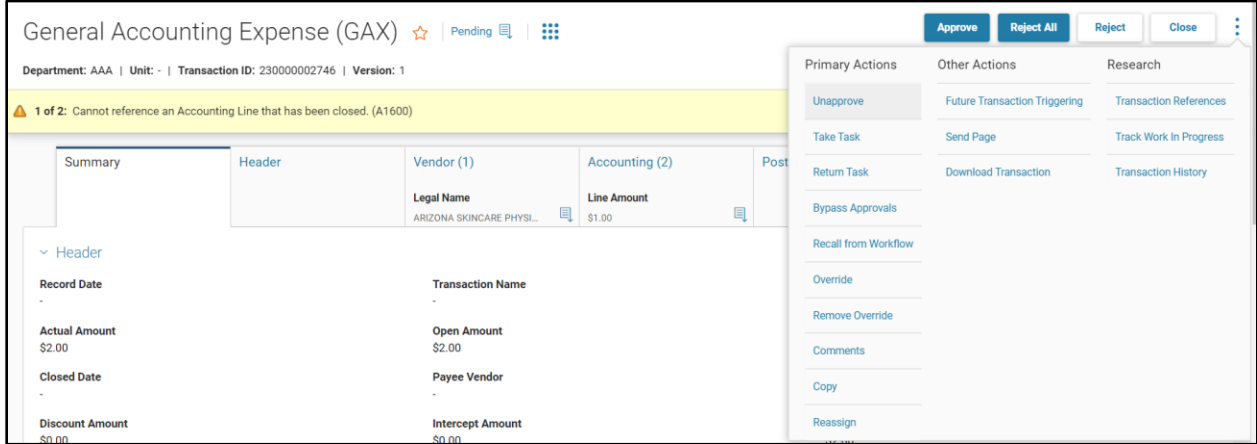 General Accounting Expense (GAX) Pending Approve Reject All Reject Close
Department: AAA | Unit: - | Transaction ID: 230000002746 | Version: 1
1 of 2: Cannot reference an Accounting Line that has been closed. (A1600)
Primary Actions Other Actions Research
Unapprove Future Transaction Triggering Transaction References
Take Task Send Page Track Work In Progress
Return Task Download Transaction Transaction History
Bypass Approvals
Recall from Workflow
Override
Remove Override
Comments
Copy
Reassign
Summary Header Vendor (1) Accounting (2) Post
Legal Name Line Amount
ARIZONA SKINCARE PHYSI... $1.00
Header
Record Date Transaction Name
- -
Actual Amount Open Amount
$2.00 $2.00
Closed Date Payee Vendor
- -
Discount Amount Intercept Amount
$0.00 $0.00